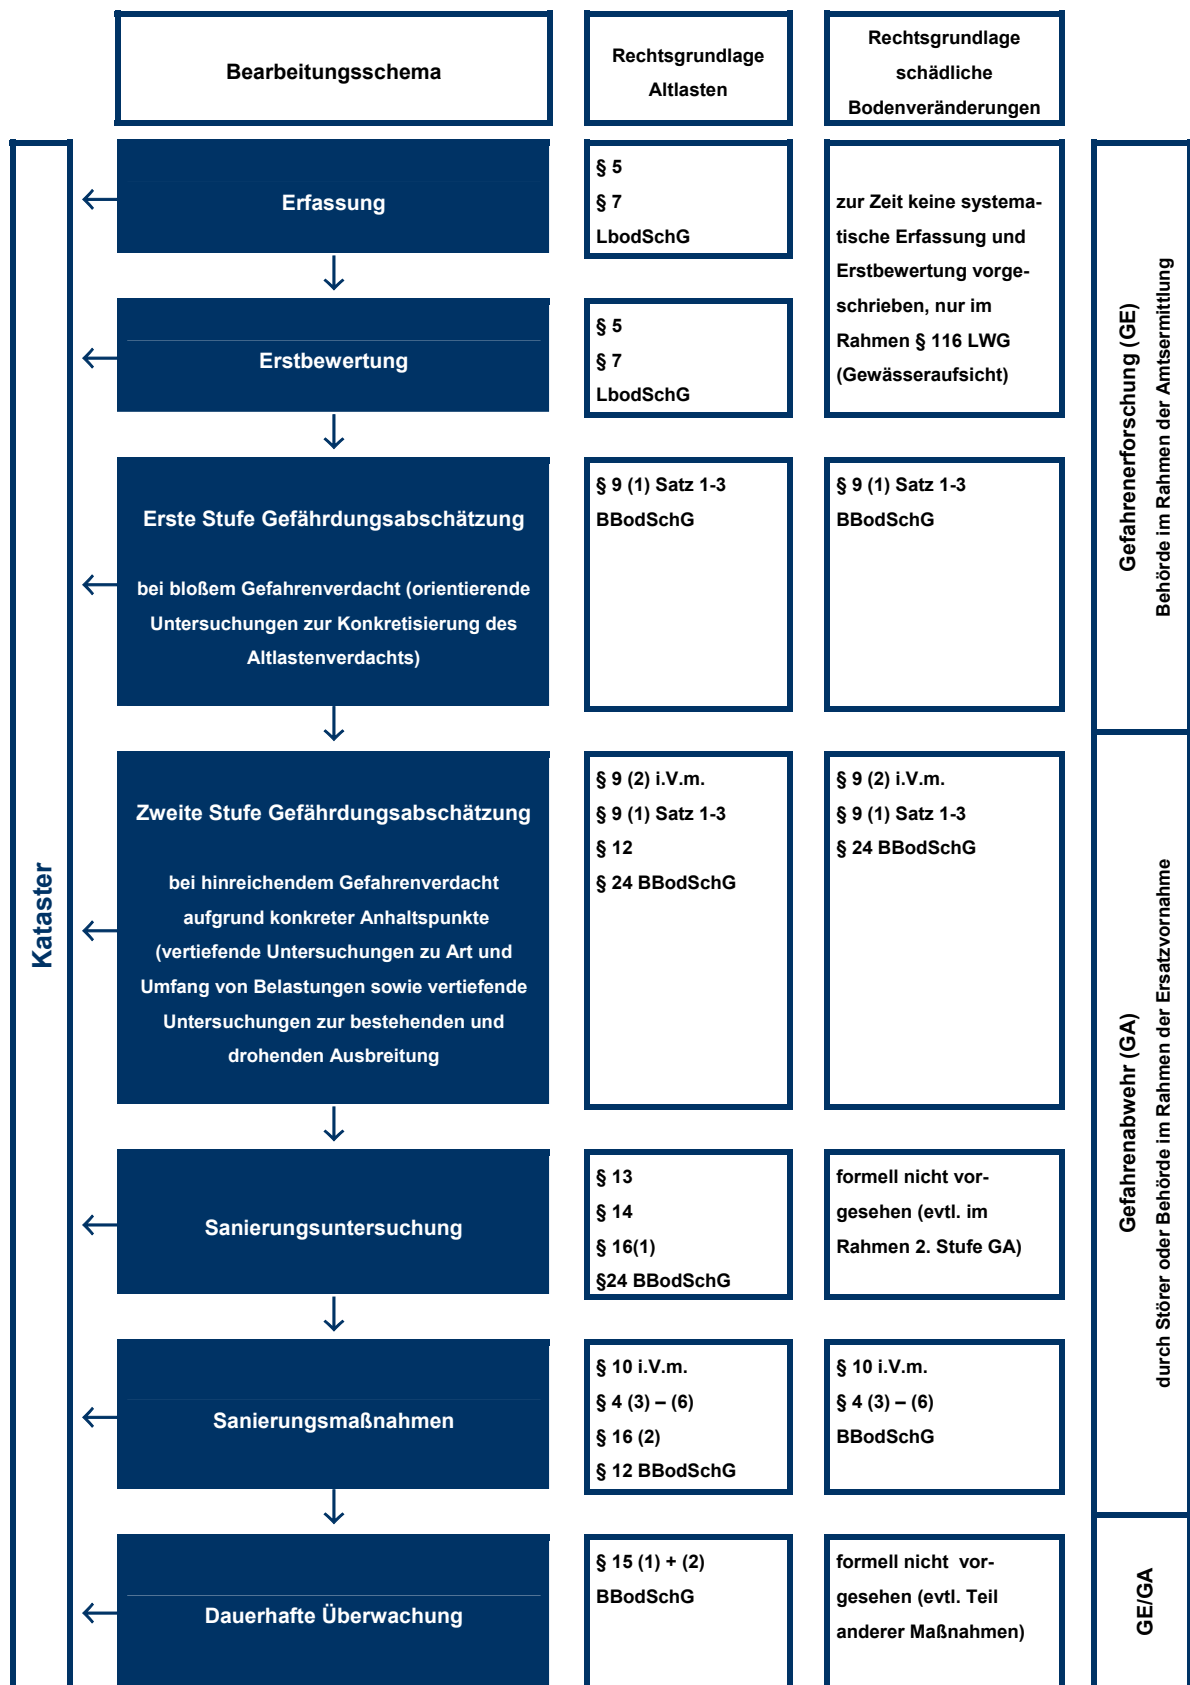 Bearbeitungsschema
Rechtsgrundlage
Altlasten
Rechtsgrundlage
schädliche
Bodenveränderungen
Kataster
Erfassung
§ 5
§ 7
LbodSchG
zur Zeit keine systema-
tische Erfassung und
Erstbewertung vorge-
schrieben, nur im
Rahmen § 116 LWG
(Gewässeraufsicht)
Erstbewertung
§ 5
§ 7
LbodSchG
Erste Stufe Gefährdungsabschätzung
bei bloßem Gefahrenverdacht (orientierende
Untersuchungen zur Konkretisierung des
Altlastenverdachts)
§ 9 (1) Satz 1-3
BBodSchG
§ 9 (1) Satz 1-3
BBodSchG
Gefahrenerforschung (GE)
Behörde im Rahmen der Amtsermittlung
Zweite Stufe Gefährdungsabschätzung
bei hinreichendem Gefahrenverdacht
aufgrund konkreter Anhaltspunkte
(vertiefende Untersuchungen zu Art und
Umfang von Belastungen sowie vertiefende
Untersuchungen zur bestehenden und
drohenden Ausbreitung
§ 9 (2) i.V.m.
§ 9 (1) Satz 1-3
§ 12
§ 24 BBodSchG
§ 9 (2) i.V.m.
§ 9 (1) Satz 1-3
§ 24 BBodSchG
Sanierungsuntersuchung
§ 13
§ 14
§ 16(1)
§24 BBodSchG
formell nicht vor-
gesehen (evtl. im
Rahmen 2. Stufe GA)
Sanierungsmaßnahmen
§ 10 i.V.m.
§ 4 (3) – (6)
§ 16 (2)
§ 12 BBodSchG
§ 10 i.V.m.
§ 4 (3) – (6)
BBodSchG
Gefahrenabwehr (GA)
durch Störer oder Behörde im Rahmen der Ersatzvornahme
Dauerhafte Überwachung
§ 15 (1) + (2)
BBodSchG
formell nicht vor-
gesehen (evtl. Teil
anderer Maßnahmen)
GE/GA